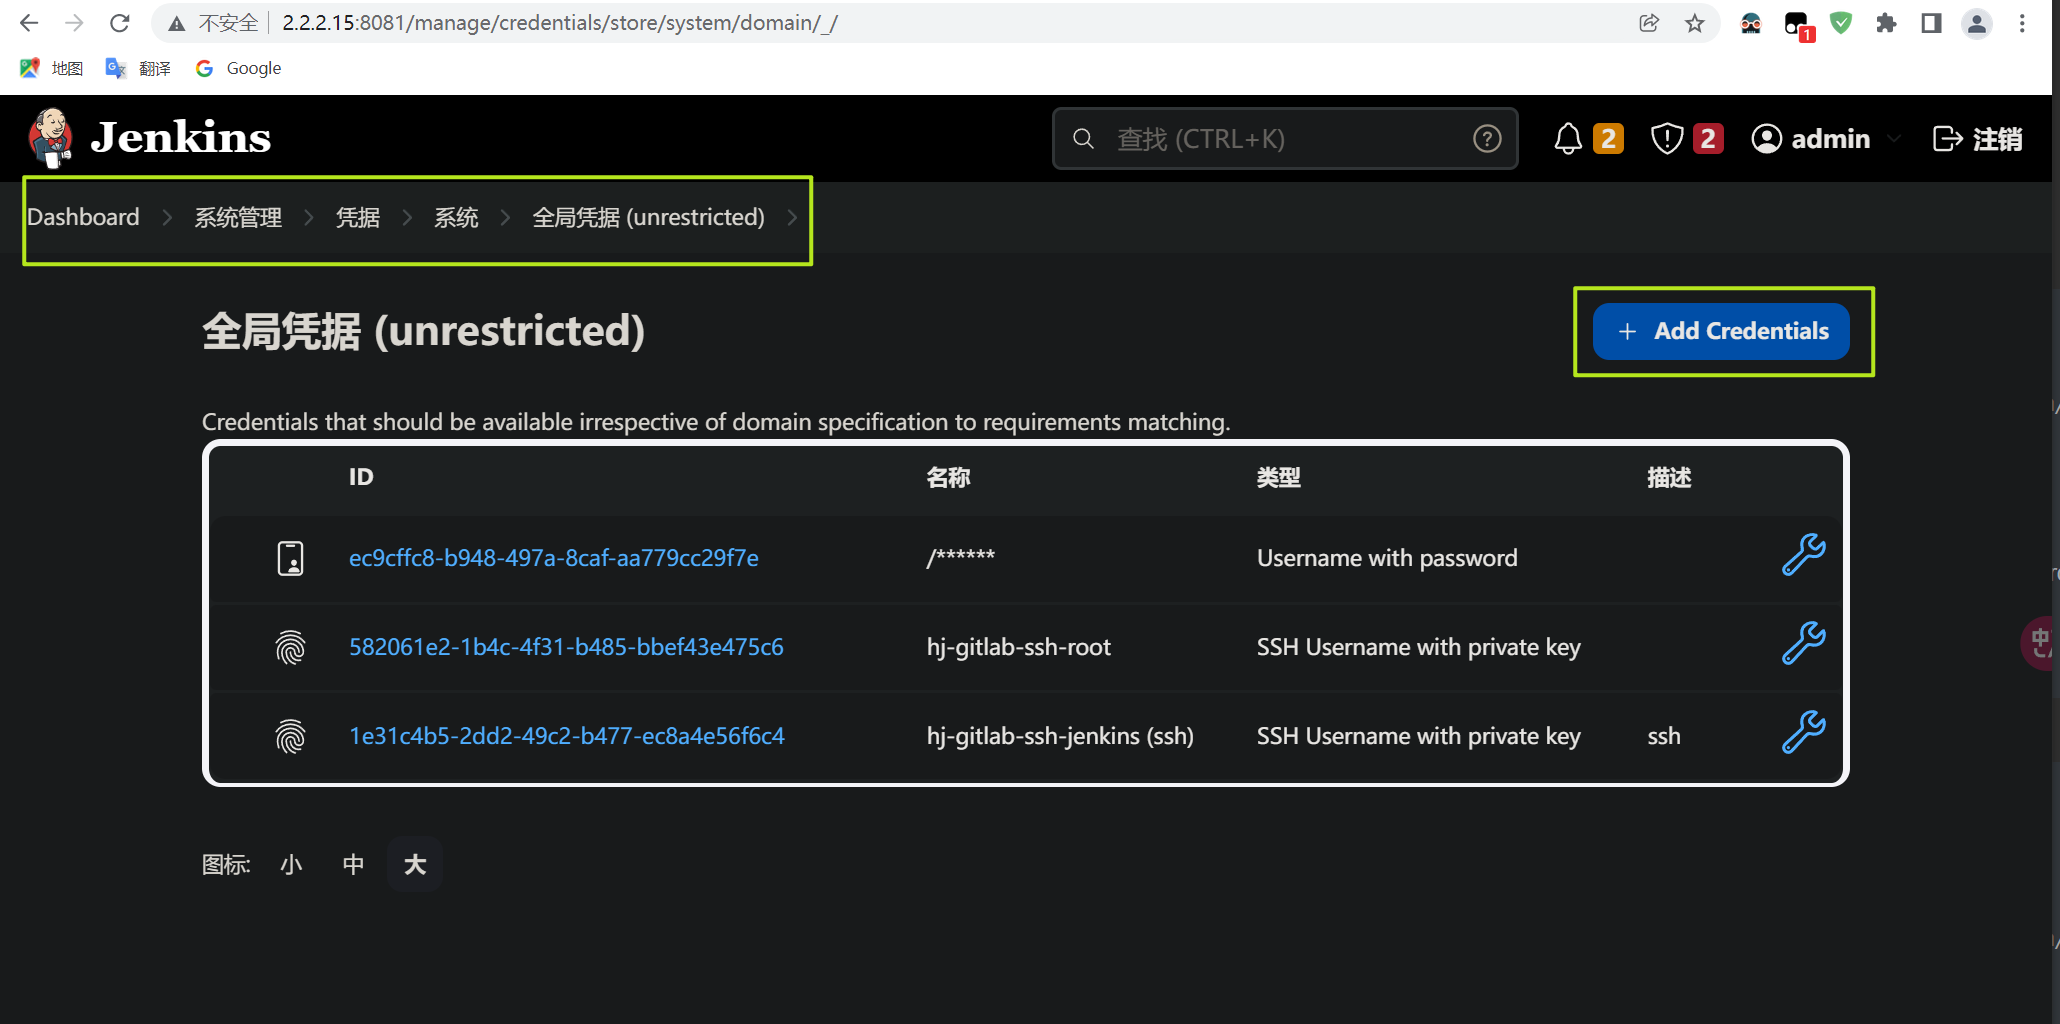 不安全 2.2.2.15:8081/manage/credentials/store/system/domain/_/
1
地图 翻译 Google
Jenkins 查找 (CTRL+K) 2 2 admin 注销
Dashboard 系统管理 凭据 系统 全局凭据 (unrestricted)
全局凭据 (unrestricted)
+ Add Credentials
Credentials that should be available irrespective of domain specification to requirements matching.
ID 名称 类型 描述
ec9cffc8-b948-497a-8caf-aa779cc29f7e /****** Username with password
582061e2-1b4c-4f31-b485-bbef43e475c6 hj-gitlab-ssh-root SSH Username with private key
1e31c4b5-2dd2-49c2-b477-ec8a4e56f6c4 hj-gitlab-ssh-jenkins (ssh) SSH Username with private key ssh
图标: 小 中 大